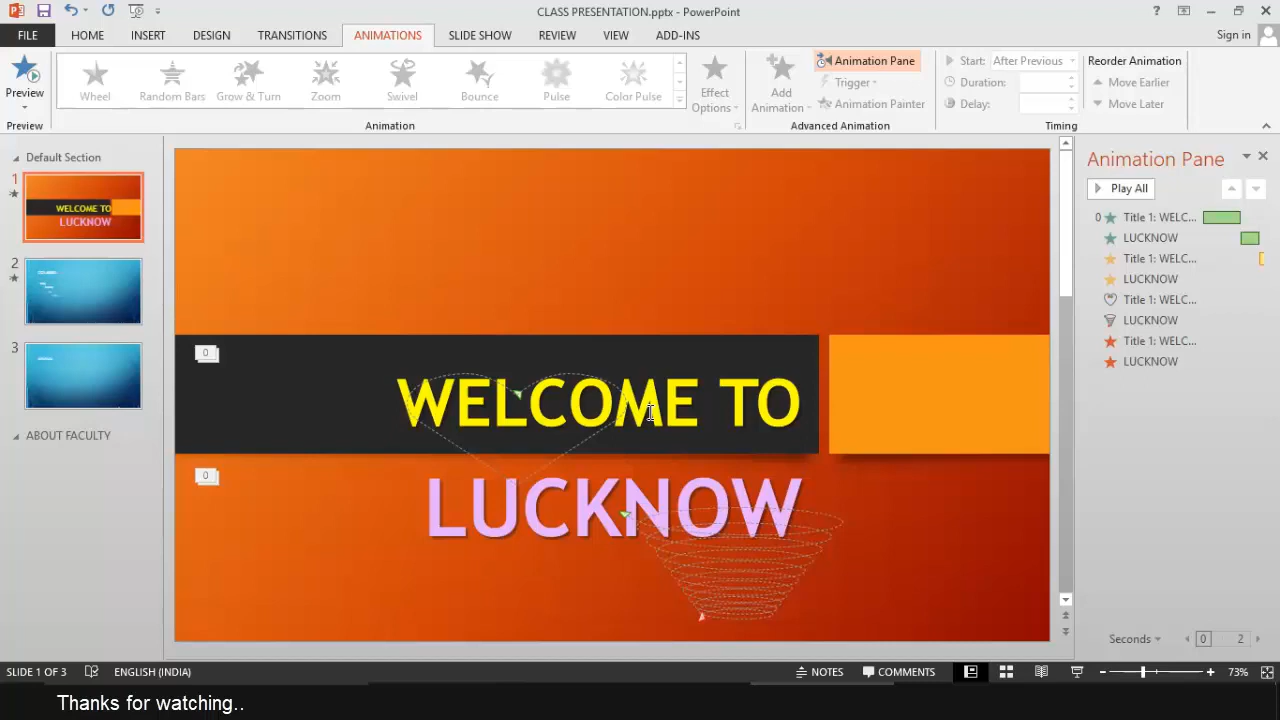 CLASS PRESENTATION.pptx - PowerPoint
FILE HOME INSERT DESIGN TRANSITIONS ANIMATIONS SLIDE SHOW REVIEW VIEW ADD-INS Sign in
Preview
Wheel Random Bars Grow & Turn Zoom Swivel Bounce Pulse Color Pulse
Effect Options
Add Animation
Animation Pane
Trigger
Animation Painter
Start: After Previous
Duration:
Delay:
Reorder Animation
Move Earlier
Move Later
Preview Animation Advanced Animation Timing
Default Section
1
WELCOME TO
LUCKNOW
2
3
ABOUT FACULTY
0
WELCOME TO
0
LUCKNOW
Animation Pane
Play All
0 Title 1: WELC...
LUCKNOW
Title 1: WELC...
LUCKNOW
Title 1: WELC...
LUCKNOW
Title 1: WELC...
LUCKNOW
Seconds 0 2
SLIDE 1 OF 3 ENGLISH (INDIA) NOTES COMMENTS 73%
Thanks for watching..